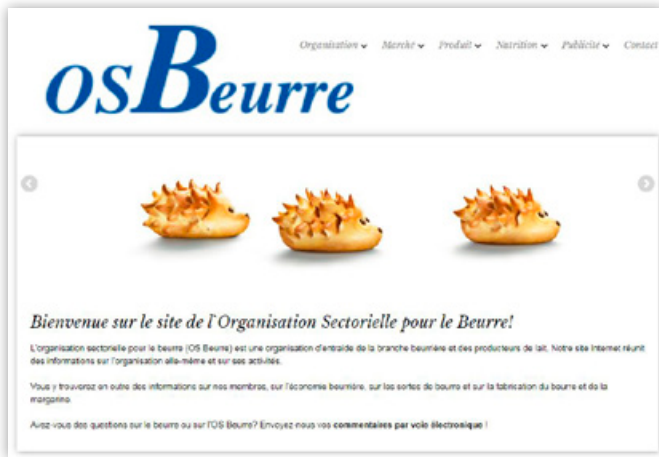 OSBeurre
Organisation Marché Produit Nutrition Publicité Contact
Bienvenue sur le site de l'Organisation Sectorielle pour le Beurre!
L'organisation sectorielle pour le beurre (OS Beurre) est une organisation d'entraide de la branche beurrière et des producteurs de lait. Notre site Internet réunit
des informations sur l'organisation elle-même et sur ses activités.
Vous y trouverez en outre des informations sur nos membres, sur l'économie beurrière, sur les sortes de beurre et sur la fabrication du beurre et de la
margarine.
Avez-vous des questions sur le beurre ou sur l'OS Beurre? Envoyez nous vos commentaires par voie électronique !